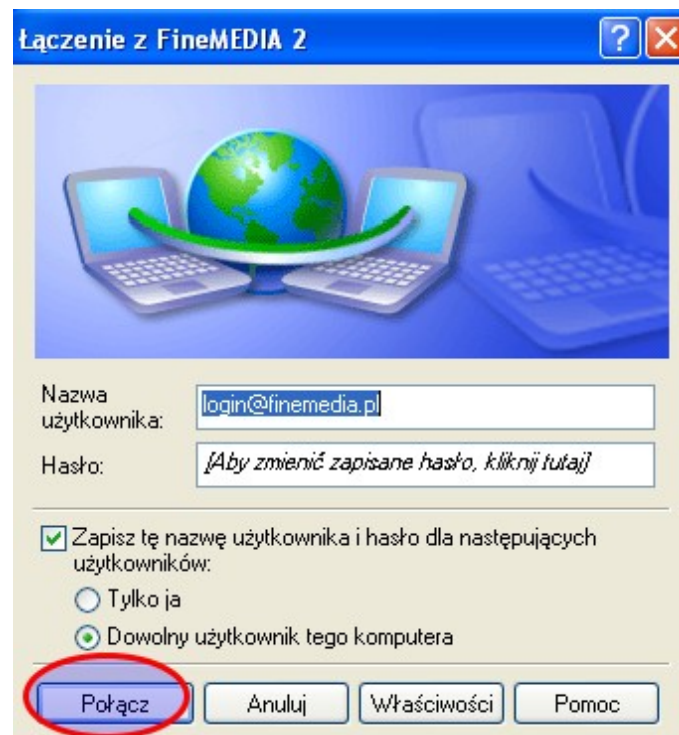 Łączenie z FineMEDIA 2
Nazwa
użytkownika:
login@finemedia.pl
Hasło:
[Aby zmienić zapisane hasło, kliknij tutaj]
Zapisz tę nazwę użytkownika i hasło dla następujących
użytkowników:
Tylko ja
Dowolny użytkownik tego komputera
Połącz Anuluj Właściwości Pomoc